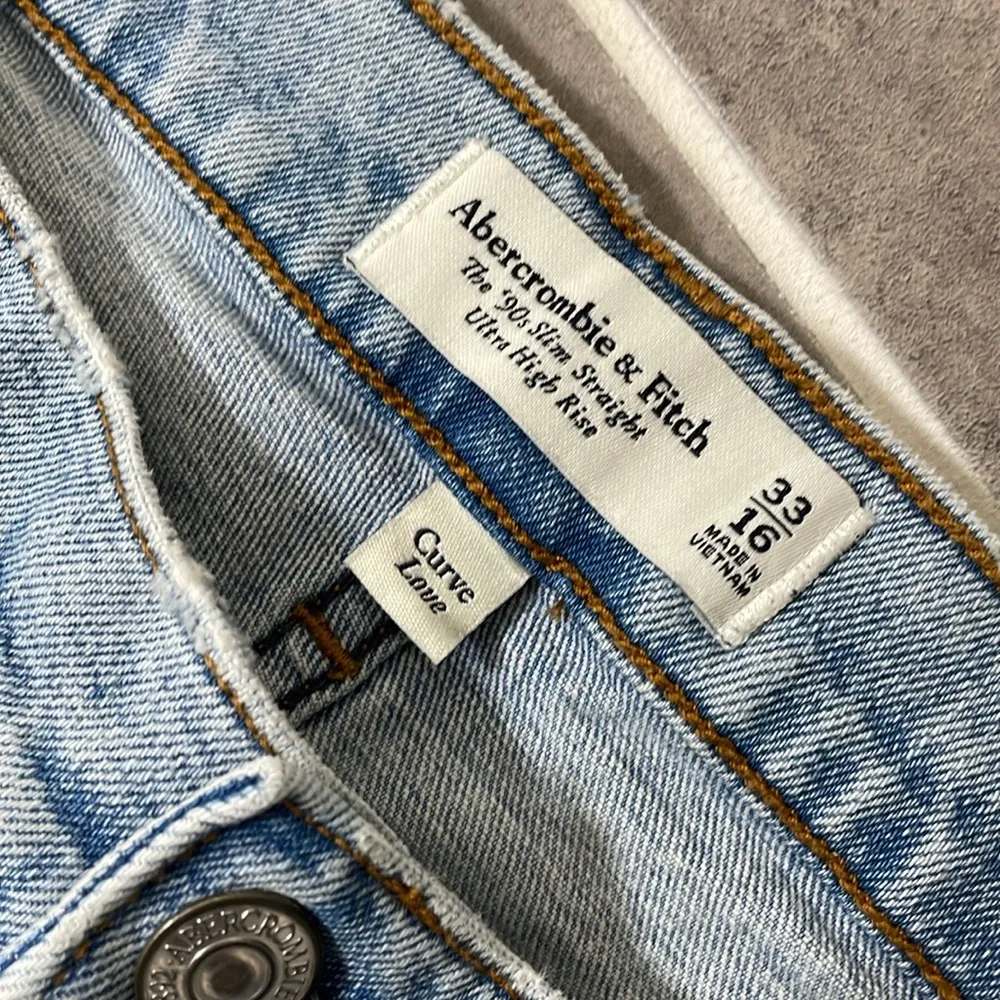 Abercrombie & Fitch
The '90s Slim Straight
Ultra High Rise
33
16
MADE IN
VIETNAM
Curve
Love
ABERCROMBIE